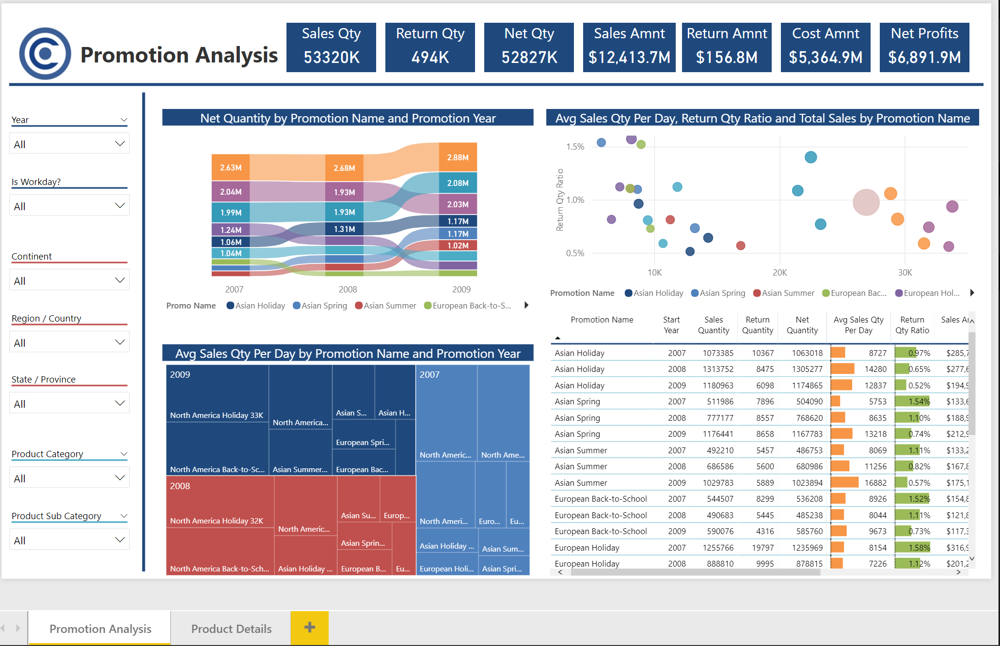 Promotion Analysis
Sales Qty
53320K
Return Qty
494K
Net Qty
52827K
Sales Amnt
$12,413.7M
Return Amnt
$156.8M
Cost Amnt
$5,364.9M
Net Profits
$6,891.9M
Year
All
Is Workday?
All
Continent
All
Region / Country
All
State / Province
All
Product Category
All
Product Sub Category
All
Net Quantity by Promotion Name and Promotion Year
2.63M
2.04M
1.99M
1.24M
1.06M
1.04M
2.68M
1.93M
1.93M
1.31M
2.88M
2.08M
2.03M
1.17M
1.17M
1.02M
2007 2008 2009
Promo Name Asian Holiday Asian Spring Asian Summer European Back-to-S...
Avg Sales Qty Per Day by Promotion Name and Promotion Year
2009
North America Holiday 33K
North America Back-to-Sc...
North America...
Asian Summer...
Asian S...
Asian H...
European Spri...
European Bac...
2008
North America Holiday 32K
North America Back-to-Sch...
North Americ...
Asian Holiday ...
Asian Su...
Europ...
Asian Sprin...
European B...
Eu...
2007
North Americ...
North Ame...
North Ameri...
Euro...
Eu...
Asian Holiday ...
Asian Sum...
European Holi...
Asian Spri...
Avg Sales Qty Per Day, Return Qty Ratio and Total Sales by Promotion Name
Return Qty Ratio
1.5%
1.0%
0.5%
10K 20K 30K
Promotion Name Asian Holiday Asian Spring Asian Summer European Bac... European Hol...
Promotion Name Start Year Sales Quantity Return Quantity Net Quantity Avg Sales Qty Per Day Return Qty Ratio Sales A
Asian Holiday 2007 1073385 10367 1063018 8727 0.97% $285,7
Asian Holiday 2008 1313752 8475 1305277 14280 0.65% $277,6
Asian Holiday 2009 1180963 6098 1174865 12837 0.52% $194,9
Asian Spring 2007 511986 7896 504090 5753 1.54% $133,6
Asian Spring 2008 777177 8557 768620 8635 1.10% $188,9
Asian Spring 2009 1176441 8658 1167783 13218 0.74% $212,9
Asian Summer 2007 492210 5457 486753 8069 1.11% $133,2
Asian Summer 2008 686586 5600 680986 11256 0.82% $167,8
Asian Summer 2009 1029783 5889 1023894 16882 0.57% $175,1
European Back-to-School 2007 544507 8299 536208 8926 1.52% $154,8
European Back-to-School 2008 490683 5445 485238 8044 1.11% $121,8
European Back-to-School 2009 590076 4316 585760 9673 0.73% $117,3
European Holiday 2007 1255766 19797 1235969 8154 1.58% $316,9
European Holiday 2008 888810 9995 878815 7226 1.12% $201,2
Promotion Analysis
Product Details
+